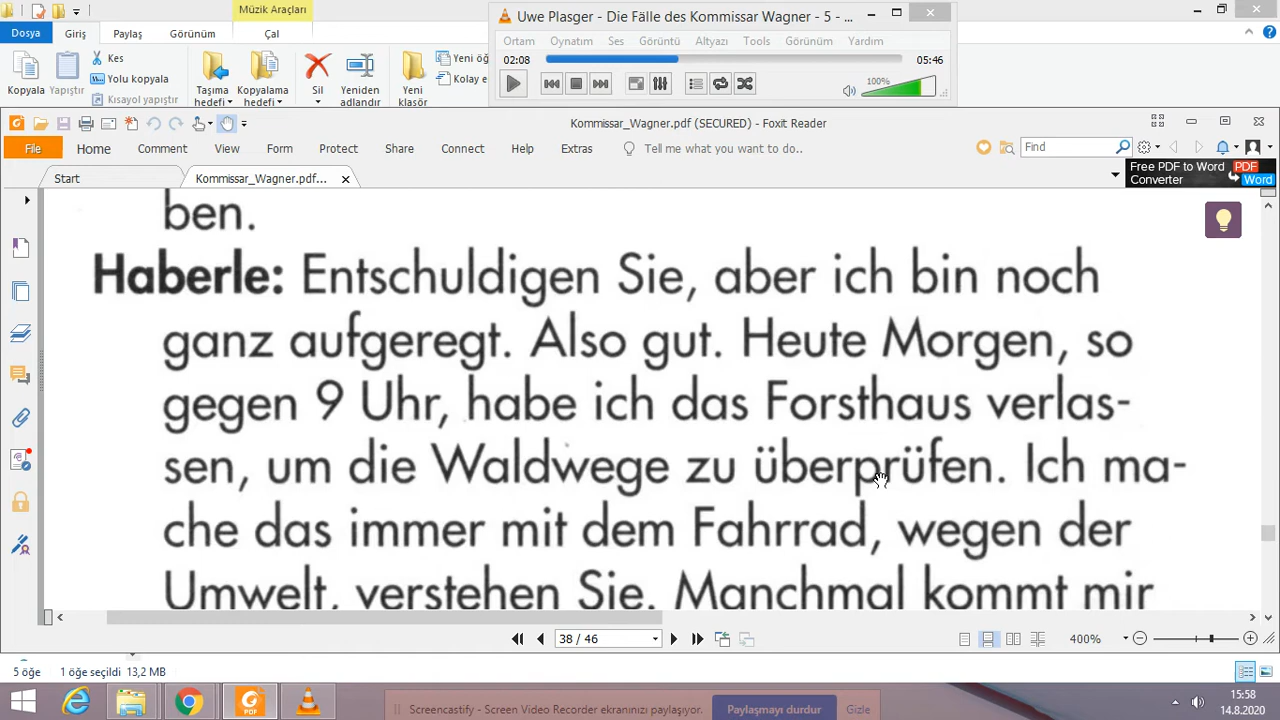 Müzik Araçları
Uwe Plasger - Die Fälle des Kommissar Wagner - 5 - ...
Dosya Giriş Paylaş Görünüm Çal
Ortam Oynatım Ses Görüntü Altyazı Tools Görünüm Yardım
02:08 05:46
100%
Kopyala Yapıştır Kes
Yolu kopyala
Kısayol yapıştır
Taşıma hedefi Kopyalama hedefi Sil Yeniden adlandır Yeni klasör
Yeni öğ
Kolay e
Kommissar_Wagner.pdf (SECURED) - Foxit Reader
File Home Comment View Form Protect Share Connect Help Extras Tell me what you want to do.. Find
Start Kommissar_Wagner.pdf... Free PDF to Word Converter PDF Word
ben.
Haberle: Entschuldigen Sie, aber ich bin noch
ganz aufgeregt. Also gut. Heute Morgen, so
gegen 9 Uhr, habe ich das Forsthaus verlas-
sen, um die Waldwege zu überprüfen. Ich ma-
che das immer mit dem Fahrrad, wegen der
Umwelt, verstehen Sie. Manchmal kommt mir
38 / 46 400%
5 öğe 1 öğe seçildi 13,2 MB
Screencastify - Screen Video Recorder ekranınızı paylaşıyor. Paylaşmayı durdur Gizle
15:58
14.8.2020